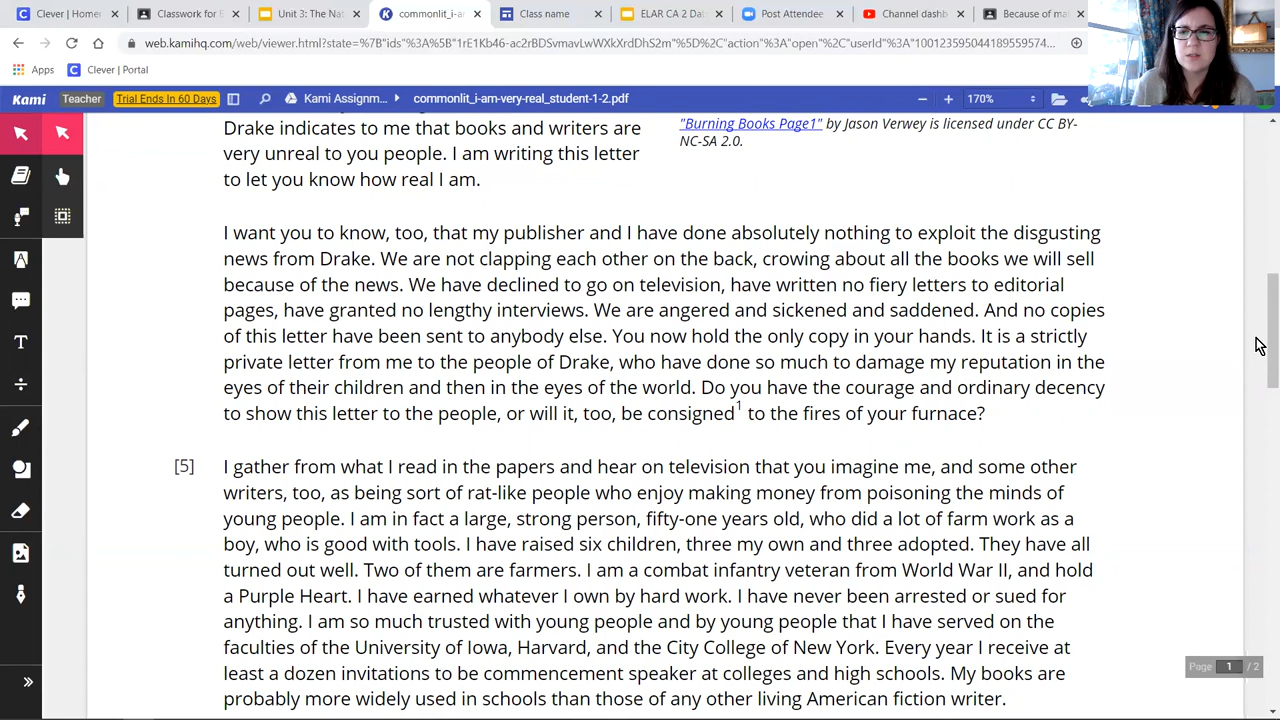 Clever | Home
Classwork for E
Unit 3: The Nat
commonlit_i-ar
Class name
ELAR CA 2 Dat
Post Attendee
Channel dashb
Because of ma
web.kamihq.com/web/viewer.html?state=%7B"ids"%3A%5B"1rE1Kb46-ac2rBDSvmavLwWXkXrdDhS2m"%5D%2C"action"%3A"open"%2C"userId"%3A"100123595044189559574...
Apps
Clever | Portal
Kami
Teacher
Trial Ends In 60 Days
Kami Assignm...
commonlit_i-am-very-real_student-1-2.pdf
170%
Drake indicates to me that books and writers are
very unreal to you people. I am writing this letter
to let you know how real I am.
"Burning Books Page1" by Jason Verwey is licensed under CC BY-
NC-SA 2.0.
I want you to know, too, that my publisher and I have done absolutely nothing to exploit the disgusting
news from Drake. We are not clapping each other on the back, crowing about all the books we will sell
because of the news. We have declined to go on television, have written no fiery letters to editorial
pages, have granted no lengthy interviews. We are angered and sickened and saddened. And no copies
of this letter have been sent to anybody else. You now hold the only copy in your hands. It is a strictly
private letter from me to the people of Drake, who have done so much to damage my reputation in the
eyes of their children and then in the eyes of the world. Do you have the courage and ordinary decency
to show this letter to the people, or will it, too, be consigned1 to the fires of your furnace?
[5] I gather from what I read in the papers and hear on television that you imagine me, and some other
writers, too, as being sort of rat-like people who enjoy making money from poisoning the minds of
young people. I am in fact a large, strong person, fifty-one years old, who did a lot of farm work as a
boy, who is good with tools. I have raised six children, three my own and three adopted. They have all
turned out well. Two of them are farmers. I am a combat infantry veteran from World War II, and hold
a Purple Heart. I have earned whatever I own by hard work. I have never been arrested or sued for
anything. I am so much trusted with young people and by young people that I have served on the
faculties of the University of Iowa, Harvard, and the City College of New York. Every year I receive at
least a dozen invitations to be commencement speaker at colleges and high schools. My books are
probably more widely used in schools than those of any other living American fiction writer.
Page 1 / 2